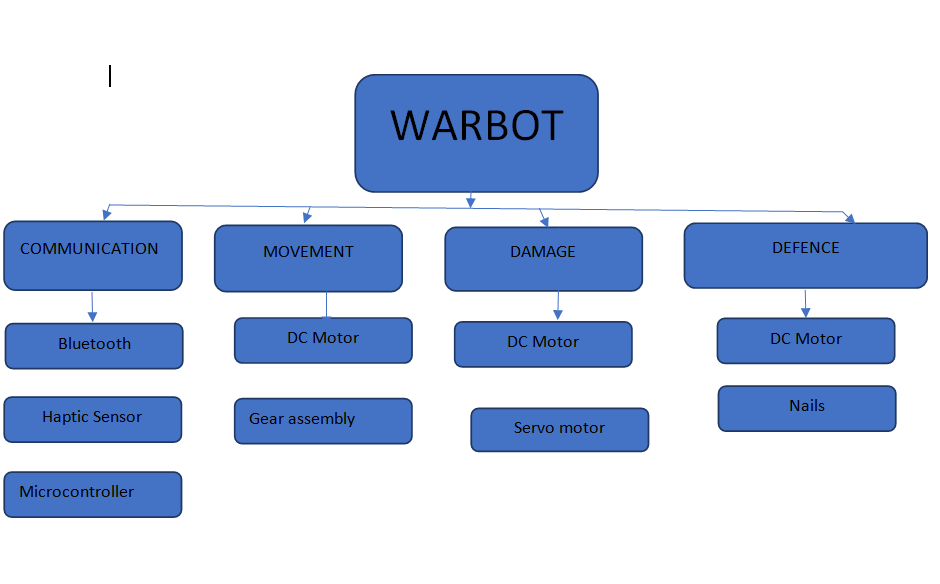 WARBOT
COMMUNICATION
MOVEMENT
DAMAGE
DEFENCE
Bluetooth
DC Motor
DC Motor
DC Motor
Haptic Sensor
Gear assembly
Servo motor
Nails
Microcontroller